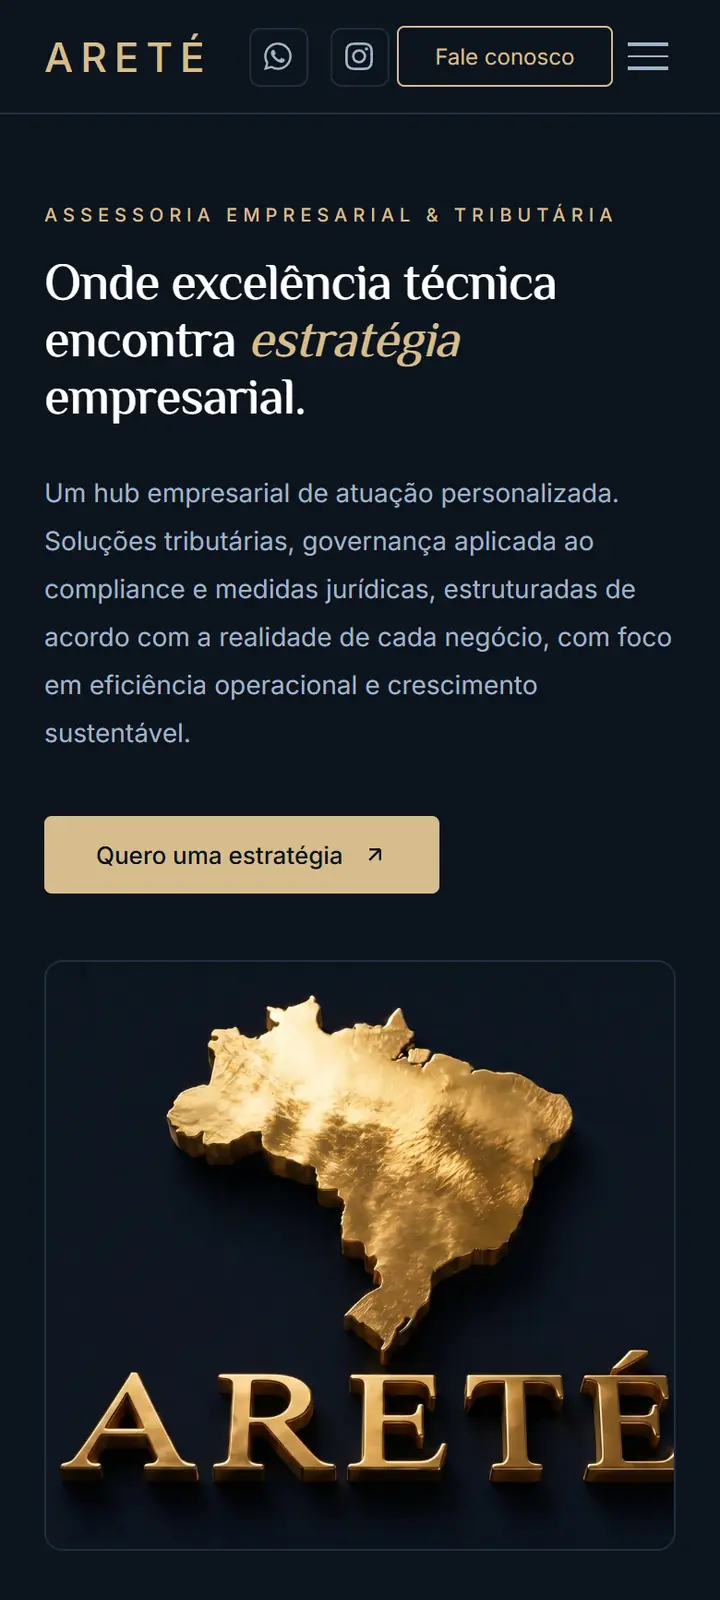 ARETÉ
Fale conosco
ASSESSORIA EMPRESARIAL & TRIBUTÁRIA
Onde excelência técnica
encontra estratégia
empresarial.
Um hub empresarial de atuação personalizada.
Soluções tributárias, governança aplicada ao
compliance e medidas jurídicas, estruturadas de
acordo com a realidade de cada negócio, com foco
em eficiência operacional e crescimento
sustentável.
Quero uma estratégia
ARETÉ